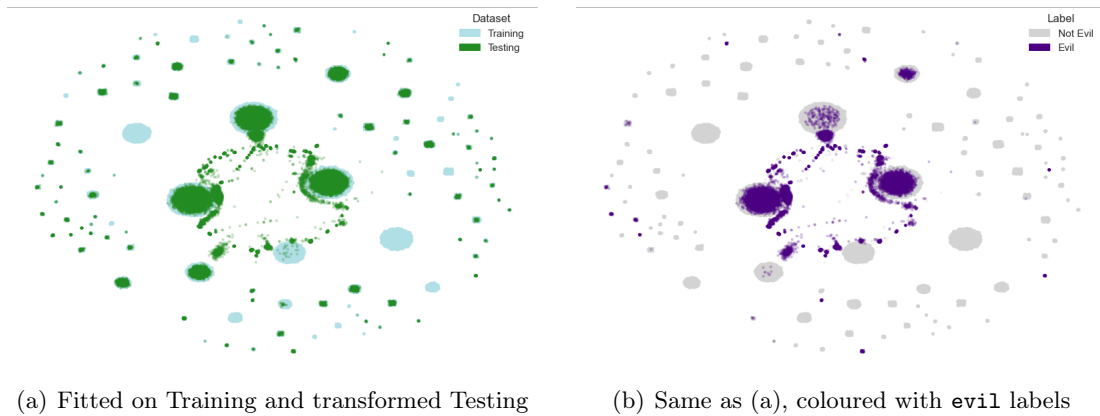 Dataset
Training
Testing
Label
Not Evil
Evil
(a) Fitted on Training and transformed Testing
(b) Same as (a), coloured with evil labels